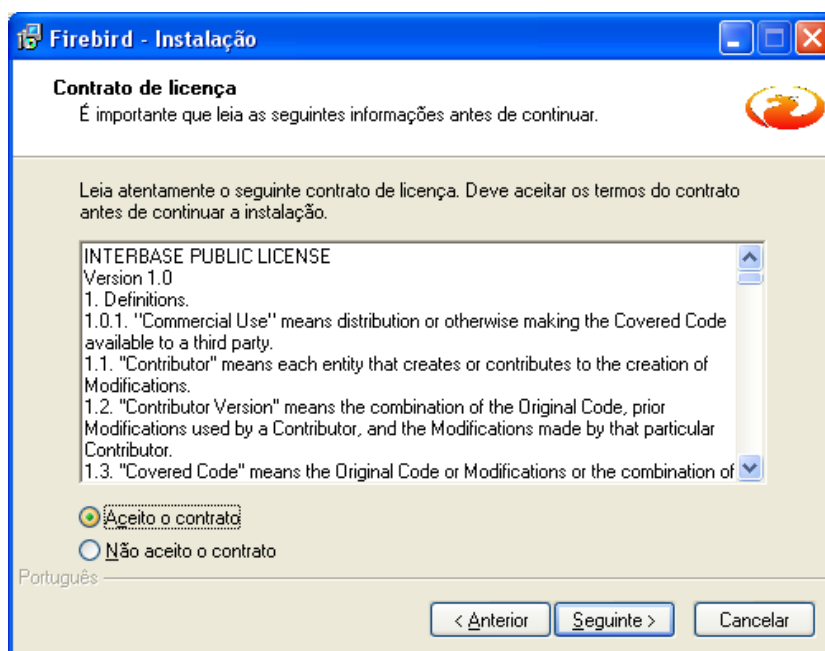 Firebird - Instalação
Contrato de licença
É importante que leia as seguintes informações antes de continuar.
Leia atentamente o seguinte contrato de licença. Deve aceitar os termos do contrato
antes de continuar a instalação.
INTERBASE PUBLIC LICENSE
Version 1.0
1. Definitions.
1.0.1. "Commercial Use" means distribution or otherwise making the Covered Code
available to a third party.
1.1. "Contributor" means each entity that creates or contributes to the creation of
Modifications.
1.2. "Contributor Version" means the combination of the Original Code, prior
Modifications used by a Contributor, and the Modifications made by that particular
Contributor.
1.3. "Covered Code" means the Original Code or Modifications or the combination of
Aceito o contrato
Não aceito o contrato
Português
< Anterior
Seguinte >
Cancelar